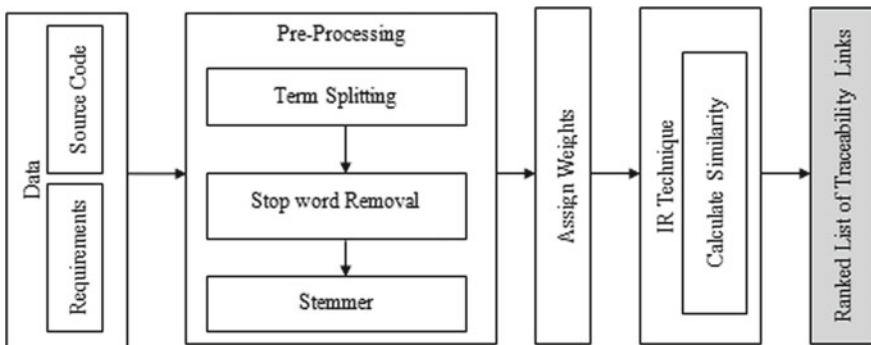 Data
Source Code
Requirements
Pre-Processing
Term Splitting
Stop word Removal
Stemmer
Assign Weights
IR Technique
Calculate Similarity
Ranked List of Traceability Links